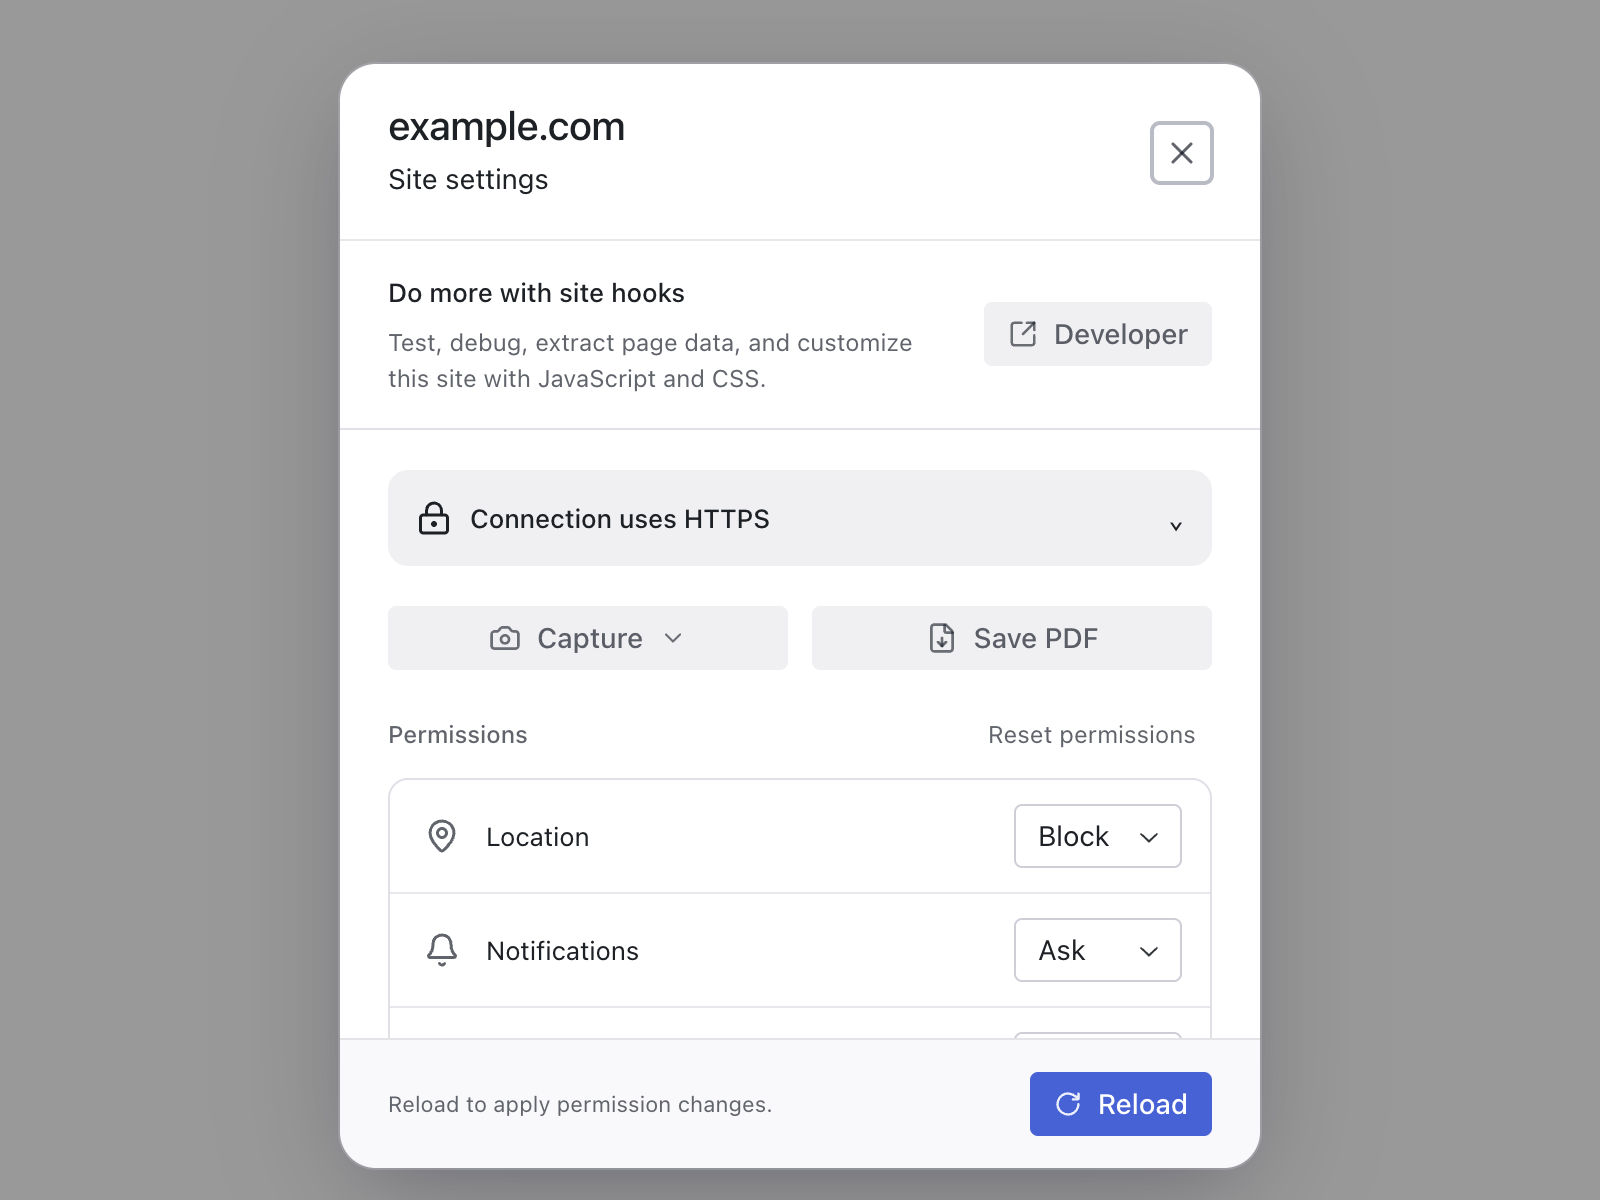 example.com
Site settings
Do more with site hooks
Test, debug, extract page data, and customize
this site with JavaScript and CSS.
Developer
Connection uses HTTPS
Capture
Save PDF
Permissions
Reset permissions
Location
Block
Notifications
Ask
Reload to apply permission changes.
Reload